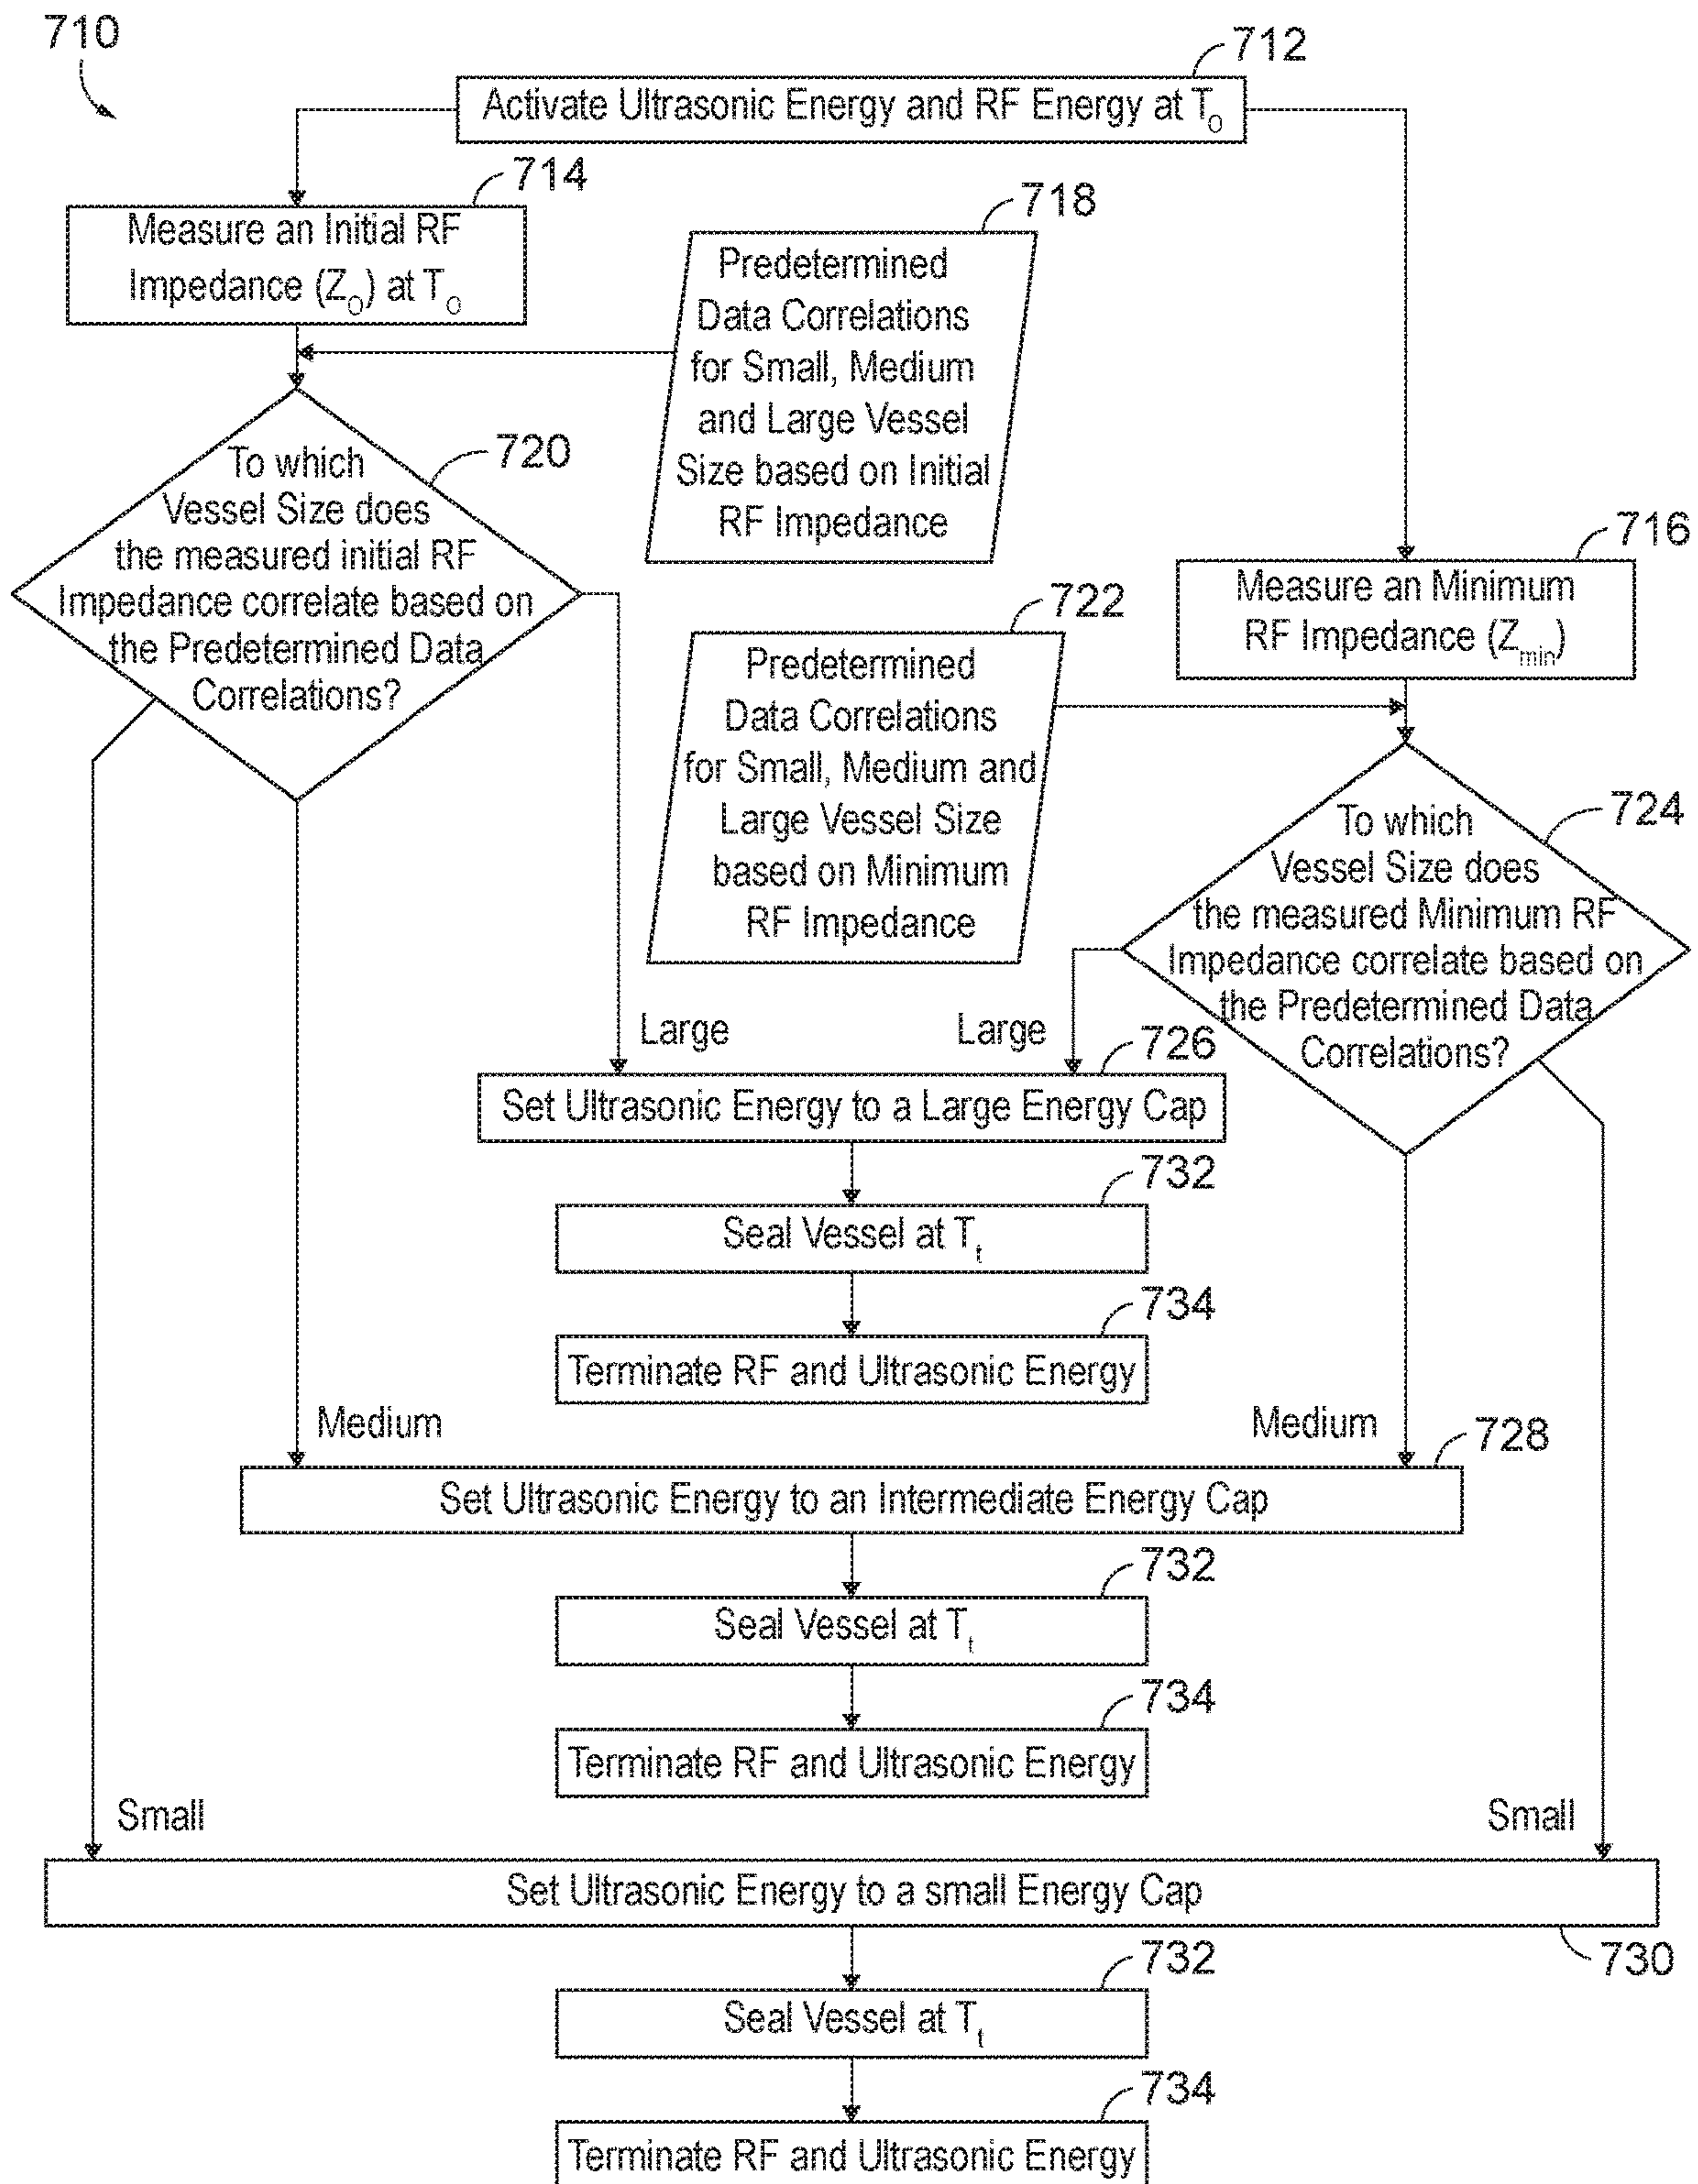 710
712
Activate Ultrasonic Energy and RF Energy at T₀
714
Measure an Initial RF
Impedance (Z₀) at T₀
718
Predetermined
Data Correlations
for Small, Medium
and Large Vessel
Size based on Initial
RF Impedance
720
To which
Vessel Size does
the measured initial RF
Impedance correlate based on
the Predetermined Data
Correlations?
716
Measure an Minimum
RF Impedance (Zmin)
722
Predetermined
Data Correlations
for Small, Medium and
Large Vessel Size
based on Minimum
RF Impedance
724
To which
Vessel Size does
the measured Minimum RF
Impedance correlate based on
the Predetermined Data
Correlations?
Large
Large
726
Set Ultrasonic Energy to a Large Energy Cap
732
Seal Vessel at Tt
734
Terminate RF and Ultrasonic Energy
Medium
Medium
728
Set Ultrasonic Energy to an Intermediate Energy Cap
732
Seal Vessel at Tt
734
Terminate RF and Ultrasonic Energy
Small
Small
Set Ultrasonic Energy to a small Energy Cap
730
732
Seal Vessel at Tt
734
Terminate RF and Ultrasonic Energy